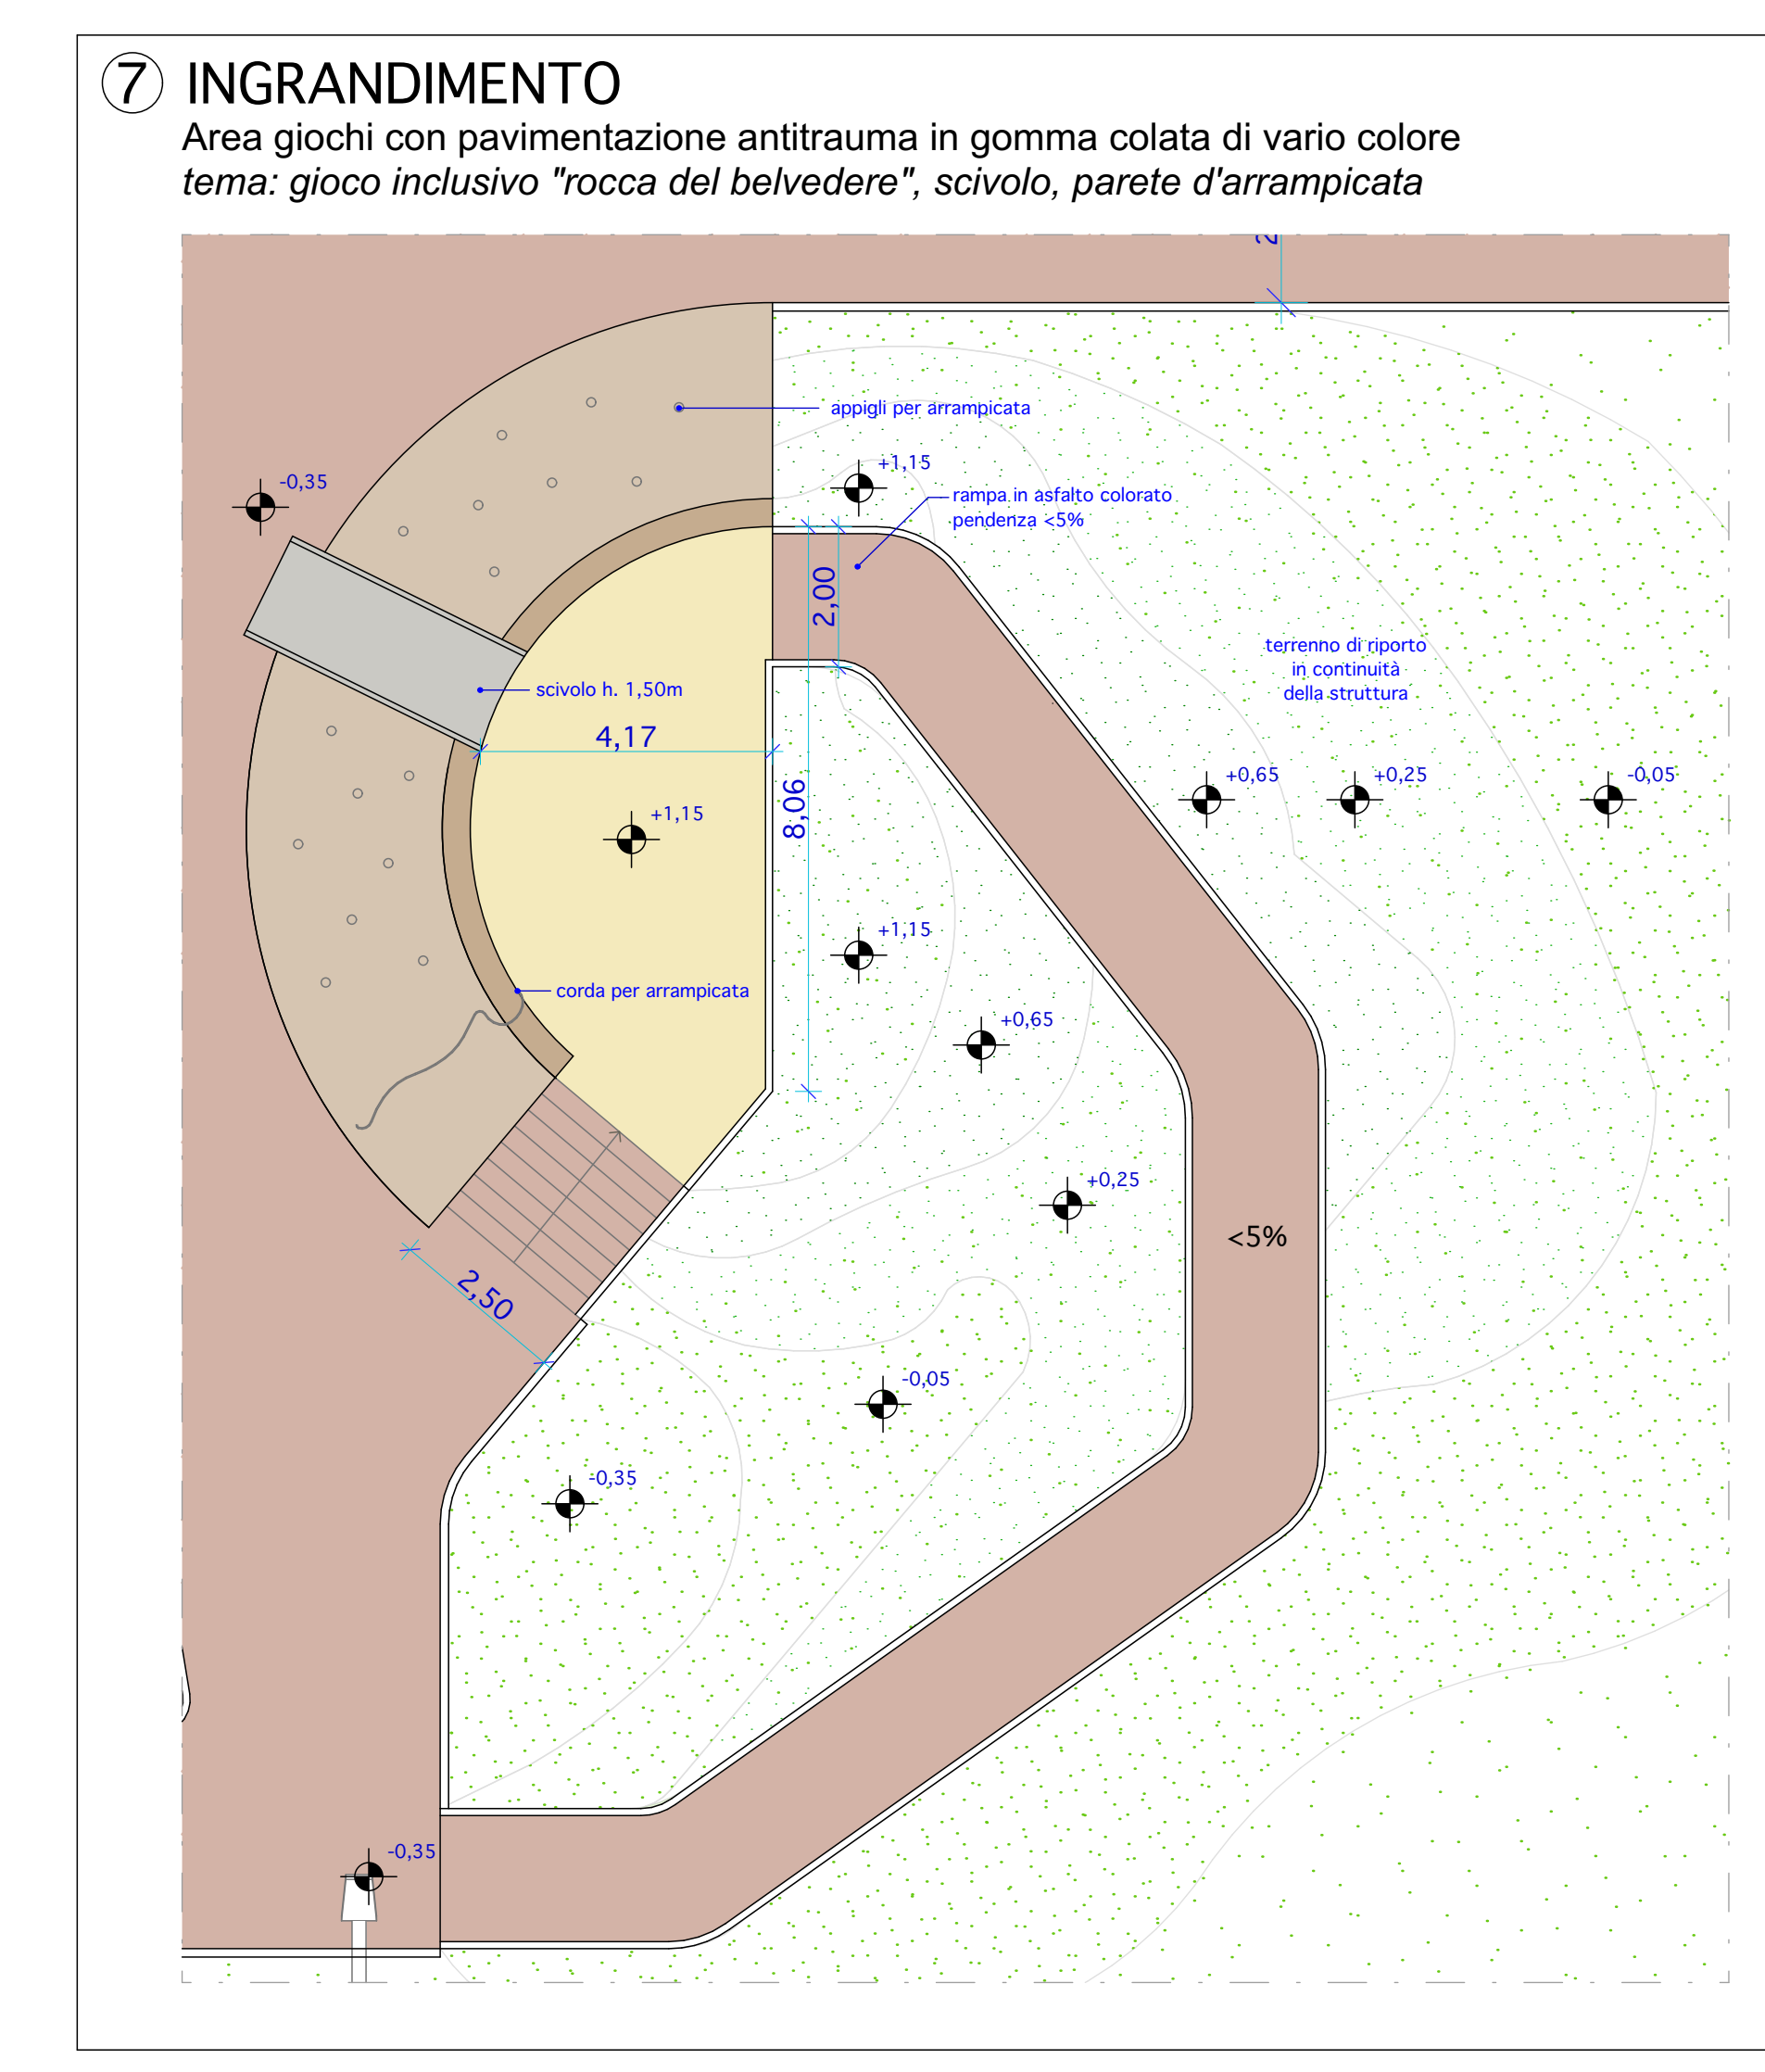 7 INGRANDIMENTO
Area giochi con pavimentazione antitrauma in gomma colata di vario colore
tema: gioco inclusivo "rocca del belvedere", scivolo, parete d'arrampicata
2
appigli per arrampicata
+1,15
-0,35
rampa in asfalto colorato
pendenza <5%
2,00
terrenno di riporto
in continuità
della struttura
scivolo h. 1,50m
4,17
+0,65
+0,25
-0,05
8,06
+1,15
+1,15
corda per arrampicata
+0,65
+0,25
<5%
2,50
-0,05
-0,35
-0,35